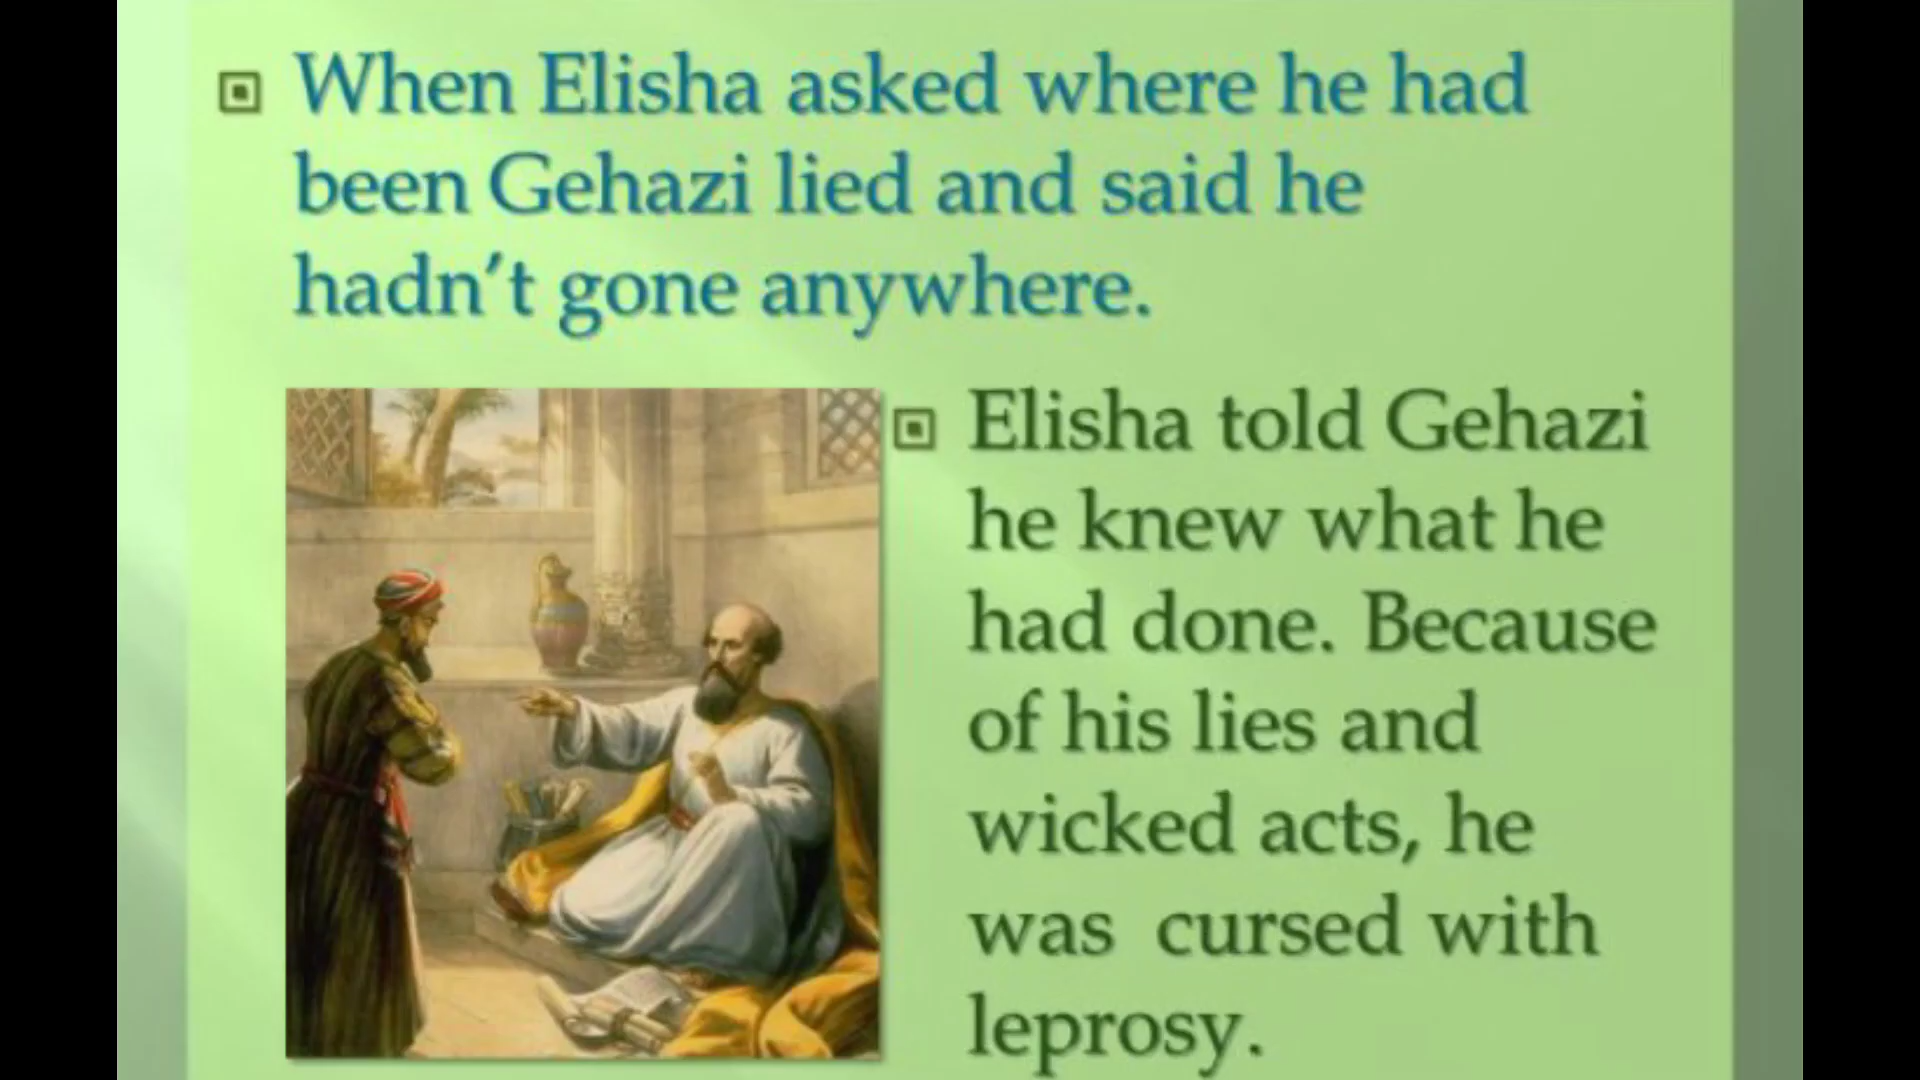 When Elisha asked where he had
been Gehazi lied and said he
hadn’t gone anywhere.
Elisha told Gehazi
he knew what he
had done. Because
of his lies and
wicked acts, he
was cursed with
leprosy.